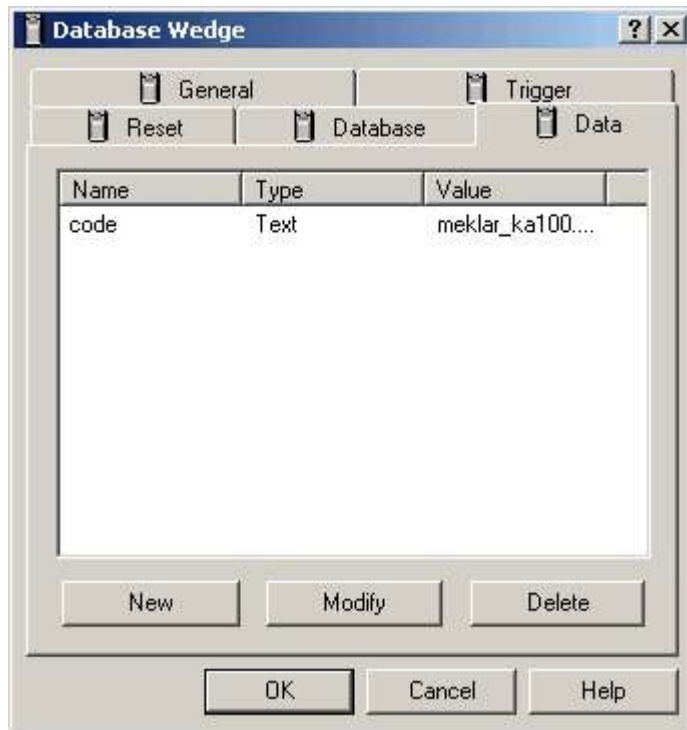 Database Wedge
General Trigger
Reset Database Data
Name Type Value
code Text meklar_ka100....
New Modify Delete
OK Cancel Help